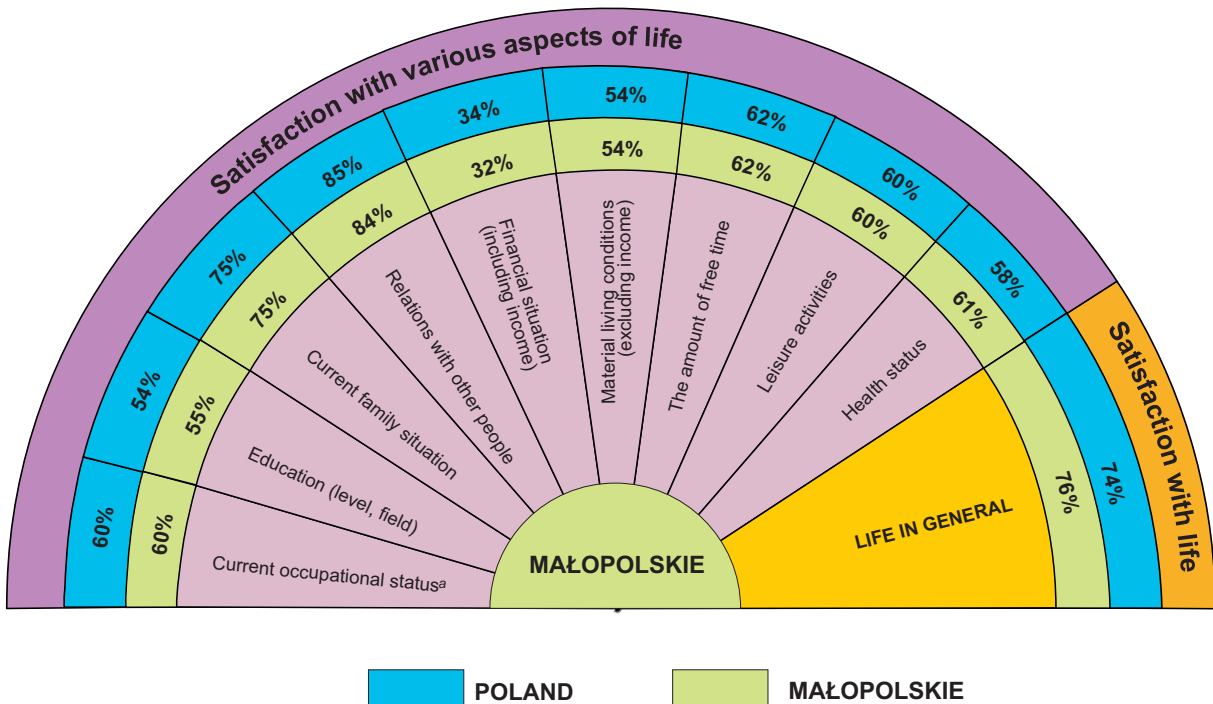 Satisfaction with various aspects of life
Satisfaction with life
60%
54%
75%
85%
34%
54%
62%
60%
58%
74%
60%
55%
75%
84%
32%
54%
62%
60%
61%
76%
Current occupational statusª
Education (level, field)
Current family situation
Relations with other people
Financial situation
(including income)
Material living conditions
(excluding income)
The amount of free time
Leisure activities
Health status
LIFE IN GENERAL
MAŁOPOLSKIE
POLAND
MAŁOPOLSKIE